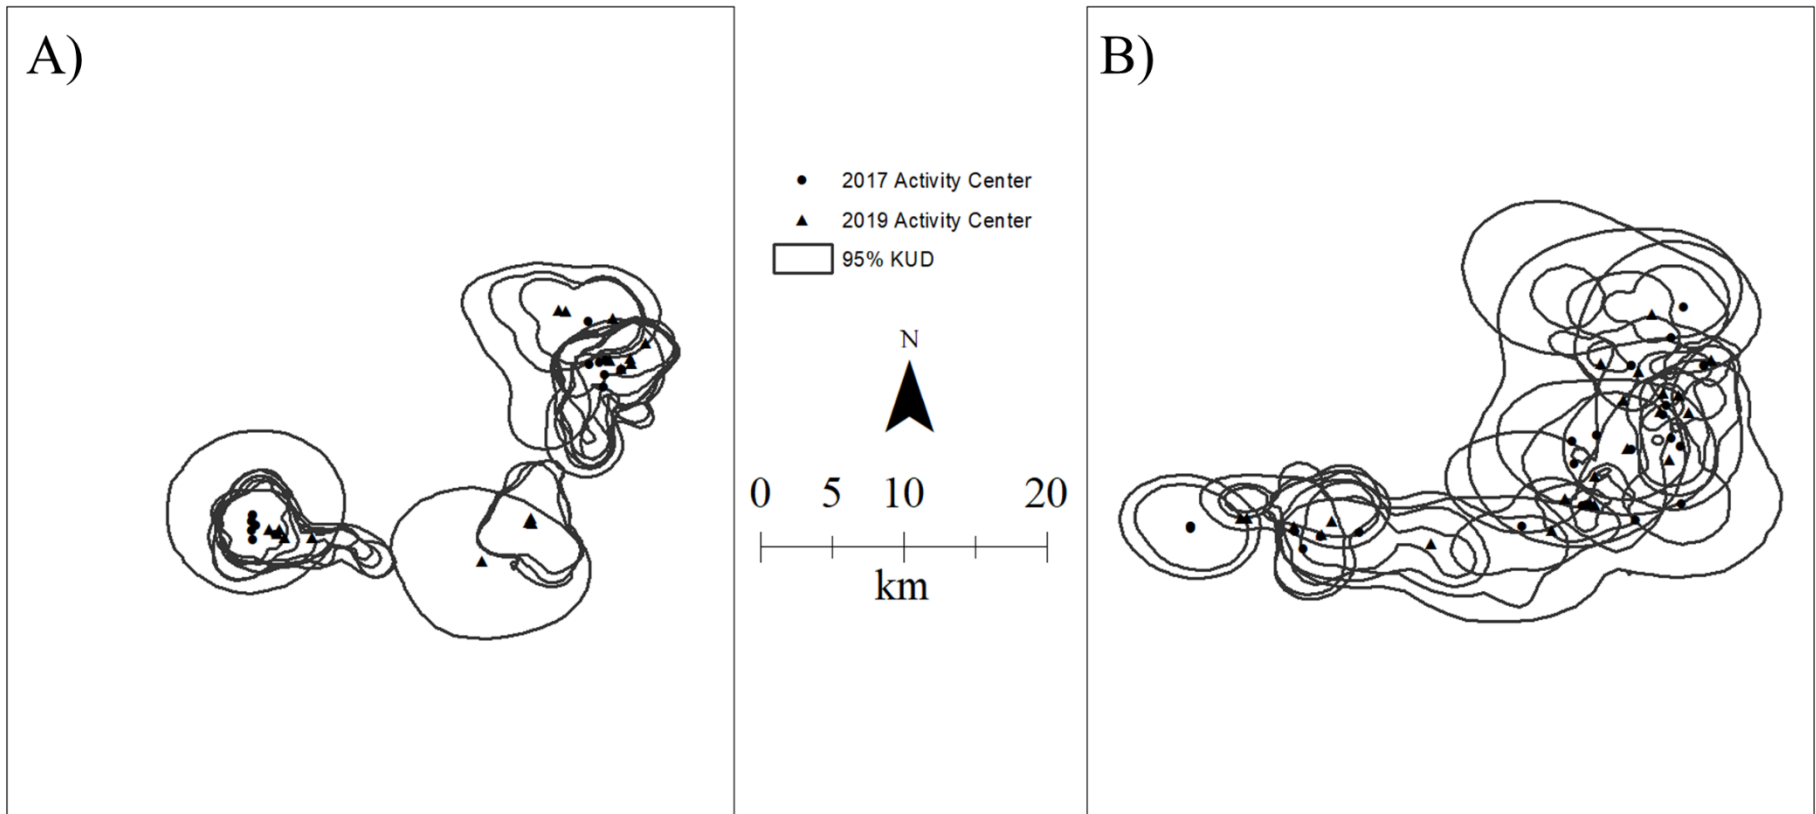 A)
B)
2017 Activity Center
2019 Activity Center
95% KUD
N
0 5 10 20
km